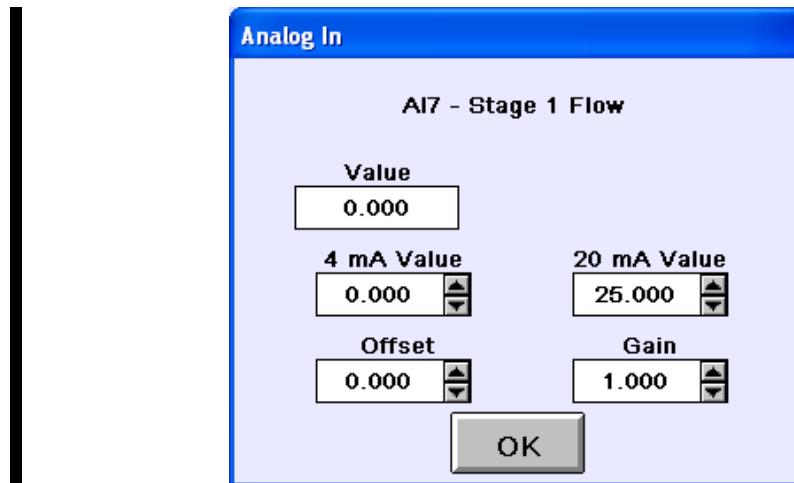 Analog In
AI7 - Stage 1 Flow
Value
0.000
4 mA Value 20 mA Value
0.000 25.000
Offset Gain
0.000 1.000
OK